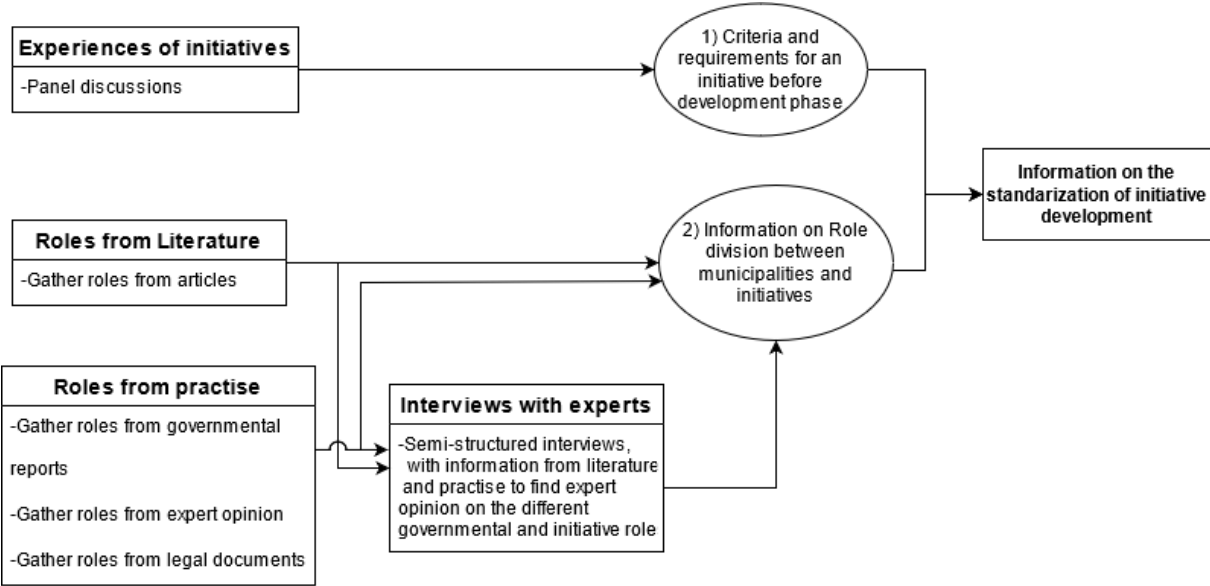 Experiences of initiatives
-Panel discussions
1) Criteria and
requirements for an
initiative before
development phase
Information on the
standarization of initiative
development
Roles from Literature
-Gather roles from articles
2) Information on Role
division between
municipalities and
initiatives
Roles from practise
-Gather roles from governmental
reports
-Gather roles from expert opinion
-Gather roles from legal documents
Interviews with experts
-Semi-structured interviews,
with information from literature
and practise to find expert
opinion on the different
governmental and initiative role